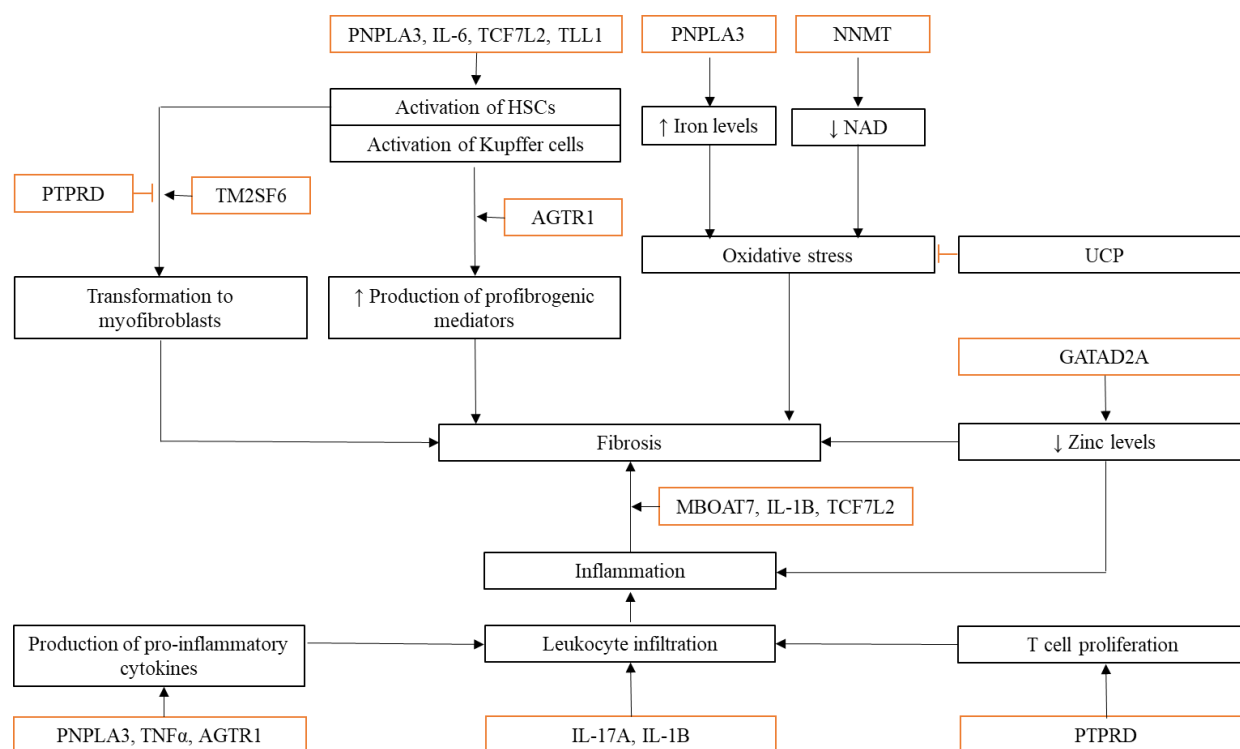 PNPLA3, IL-6, TCF7L2, TLL1
PNPLA3
NNMT
Activation of HSCs
↑ Iron levels
↓ NAD
Activation of Kupffer cells
PTPRD
TM2SF6
AGTR1
Oxidative stress
UCP
Transformation to
myofibroblasts
↑ Production of profibrogenic
mediators
GATAD2A
Fibrosis
↓ Zinc levels
MBOAT7, IL-1B, TCF7L2
Inflammation
Production of pro-inflammatory
cytokines
Leukocyte infiltration
T cell proliferation
PNPLA3, TNFα, AGTR1
IL-17A, IL-1B
PTPRD